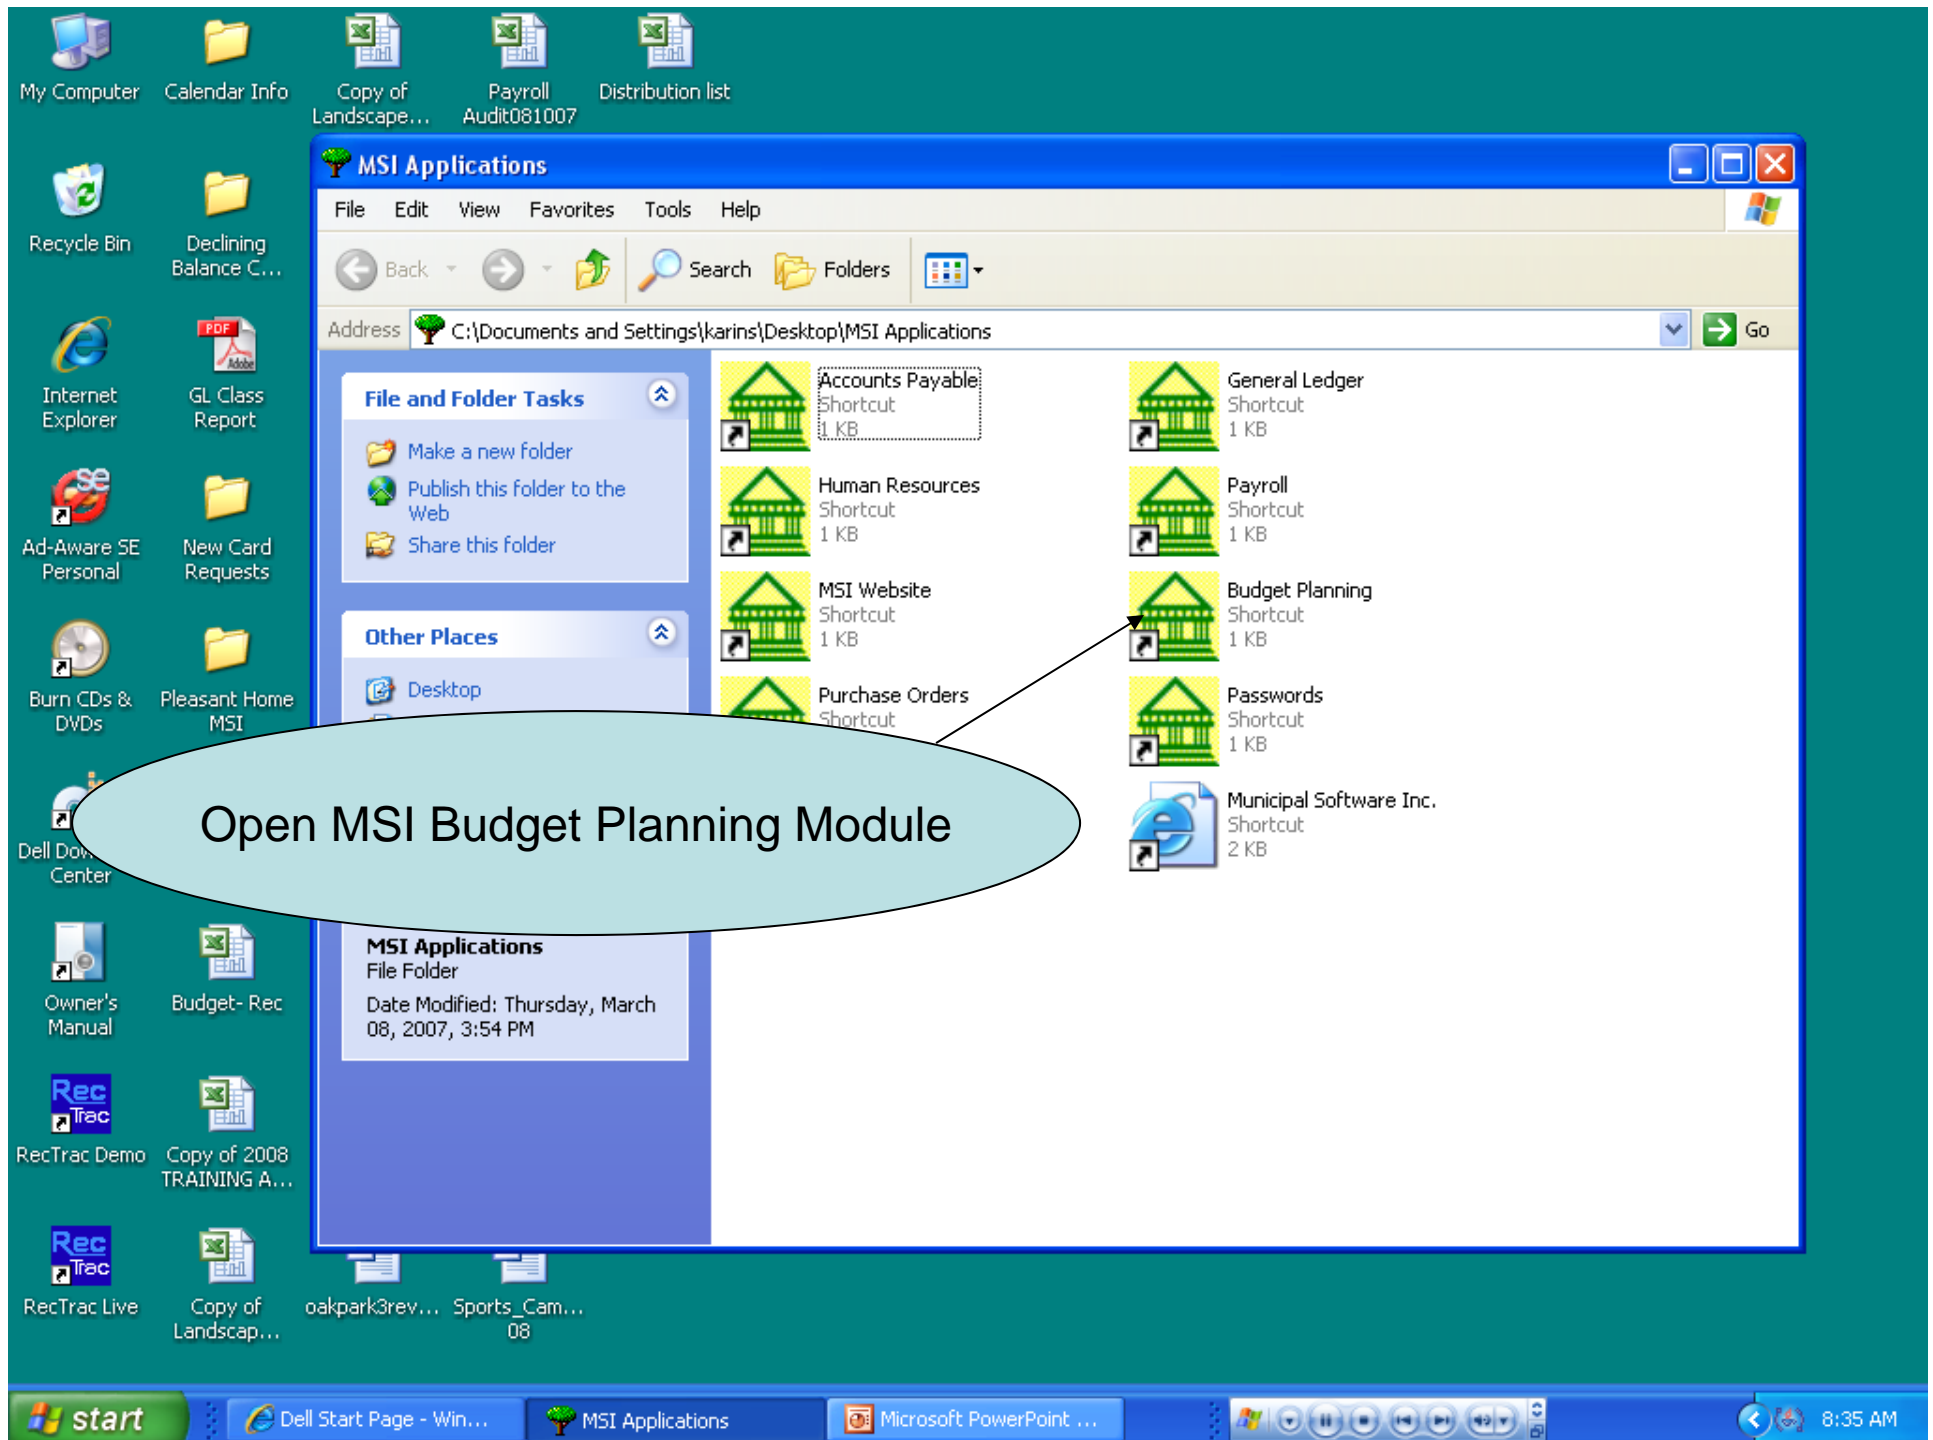 My Computer
Calendar Info
Copy of
Landscape...
Payroll
Audit081007
Distribution list
Recycle Bin
Declining
Balance C...
Internet
Explorer
PDF
Adobe
GL Class
Report
se
Ad-Aware SE
Personal
New Card
Requests
Burn CDs &
DVDs
Pleasant Home
MSI
Dell Dow
Center
Owner's
Manual
Budget- Rec
Rec
Trac
RecTrac Demo
Copy of 2008
TRAINING A...
Rec
Trac
RecTrac Live
Copy of
Landscap...
oakpark3rev...
Sports_Cam...
08
MSI Applications
File Edit View Favorites Tools Help
Back Search Folders
Address C:\Documents and Settings\karins\Desktop\MSI Applications Go
File and Folder Tasks
Make a new folder
Publish this folder to the
Web
Share this folder
Other Places
Desktop
MSI Applications
File Folder
Date Modified: Thursday, March
08, 2007, 3:54 PM
Accounts Payable
Shortcut
1 KB
General Ledger
Shortcut
1 KB
Human Resources
Shortcut
1 KB
Payroll
Shortcut
1 KB
MSI Website
Shortcut
1 KB
Budget Planning
Shortcut
1 KB
Purchase Orders
Shortcut
Passwords
Shortcut
1 KB
Municipal Software Inc.
Shortcut
2 KB
Open MSI Budget Planning Module
start
Dell Start Page - Win...
MSI Applications
Microsoft PowerPoint ...
8:35 AM